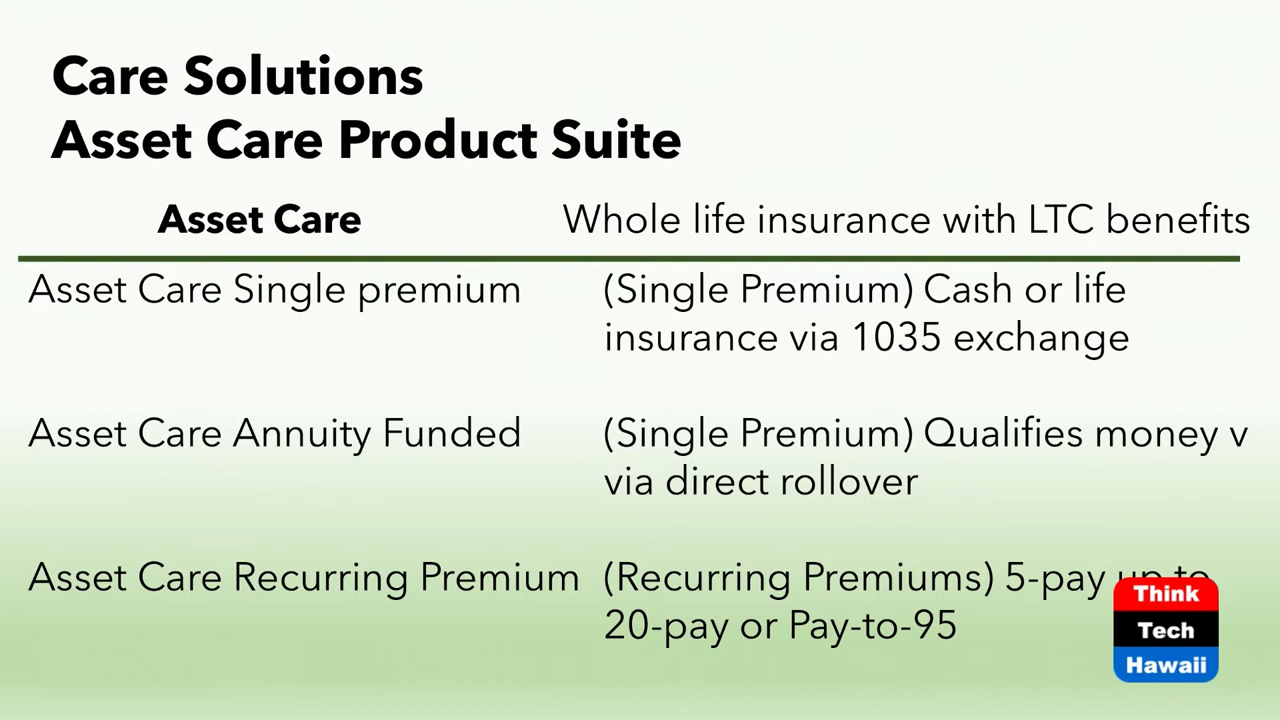 Care Solutions
Asset Care Product Suite
Asset Care Whole life insurance with LTC benefits
Asset Care Single premium (Single Premium) Cash or life
insurance via 1035 exchange
Asset Care Annuity Funded (Single Premium) Qualifies money v
via direct rollover
Asset Care Recurring Premium (Recurring Premiums) 5-pay up to
20-pay or Pay-to-95
Think
Tech
Hawaii